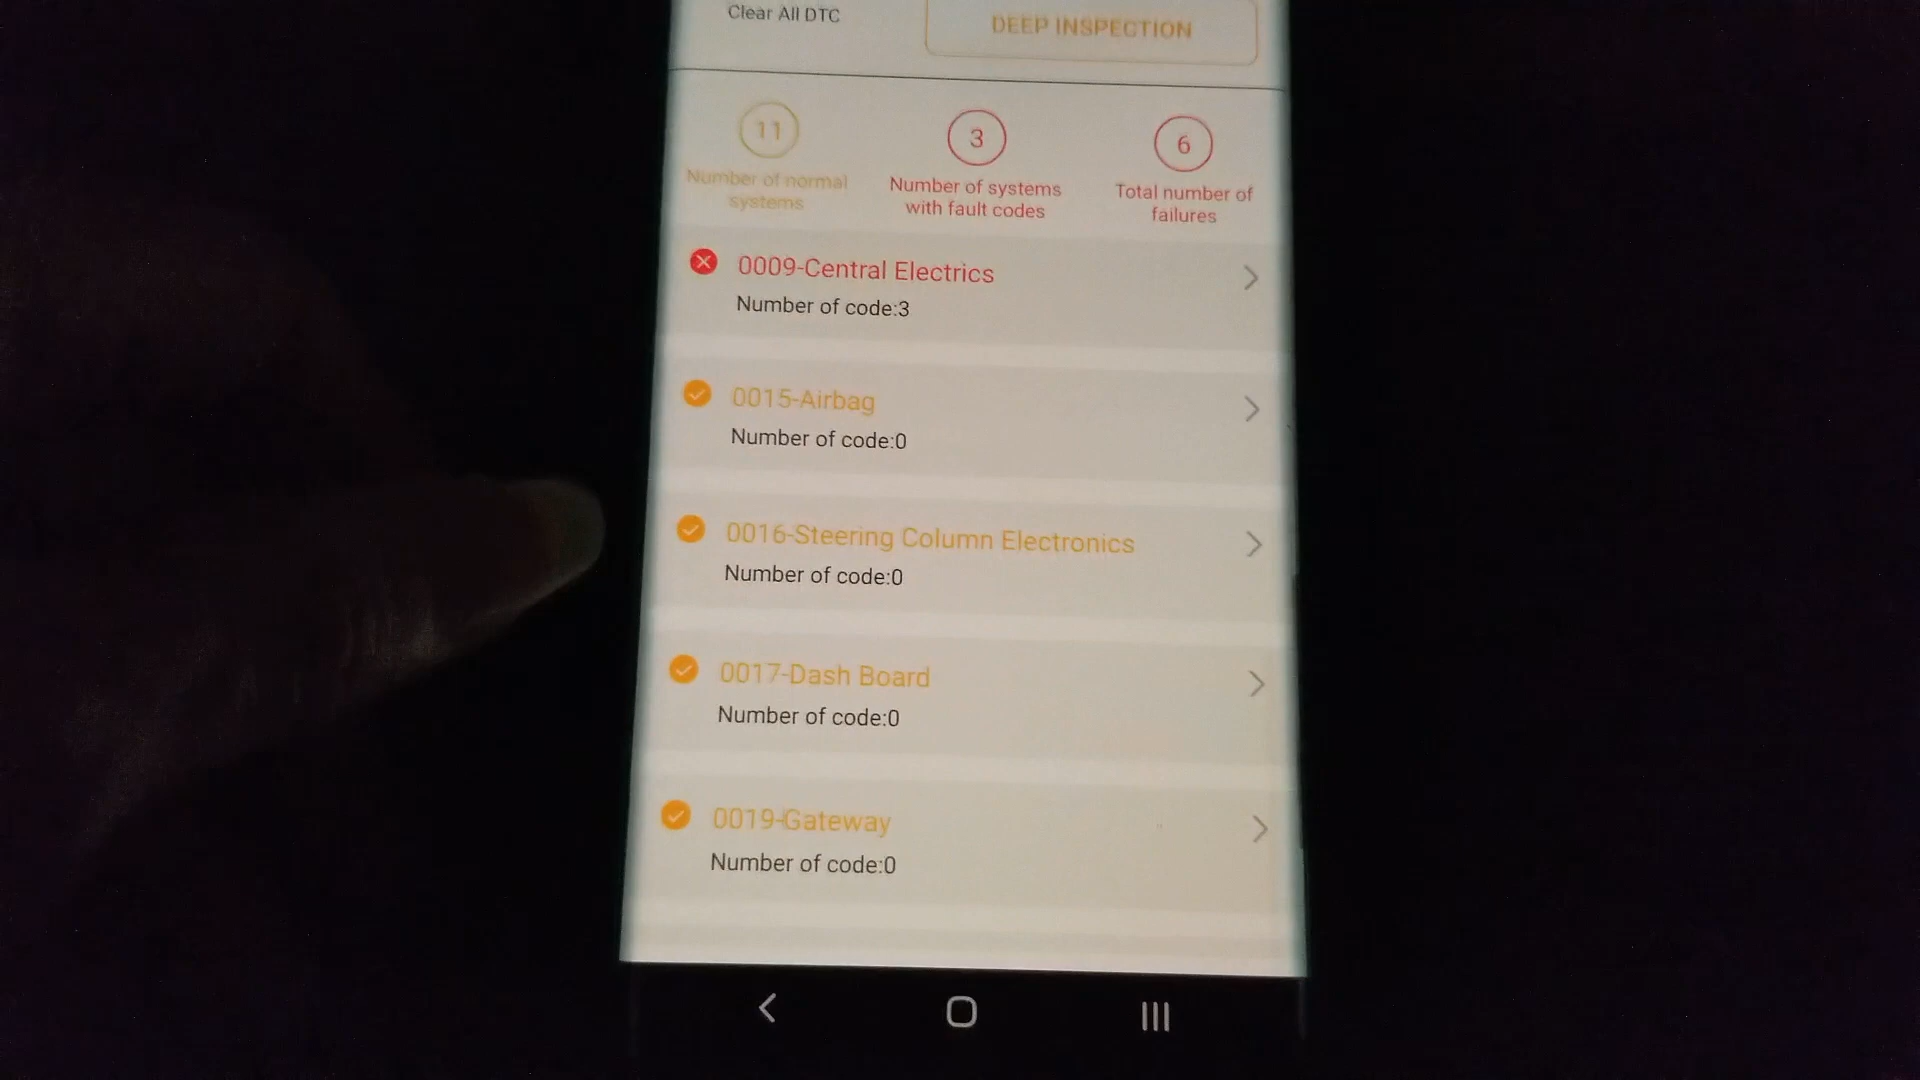 Clear All DTC
DEEP INSPECTION
11
3
6
Number of normal
systems
Number of systems
with fault codes
Total number of
failures
0009-Central Electrics
Number of code:3
0015-Airbag
Number of code:0
0016-Steering Column Electronics
Number of code:0
0017-Dash Board
Number of code:0
0019-Gateway
Number of code:0